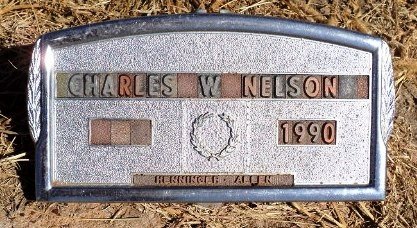 CHARLES W. NELSON
1990
HENNINGER - ALLEN